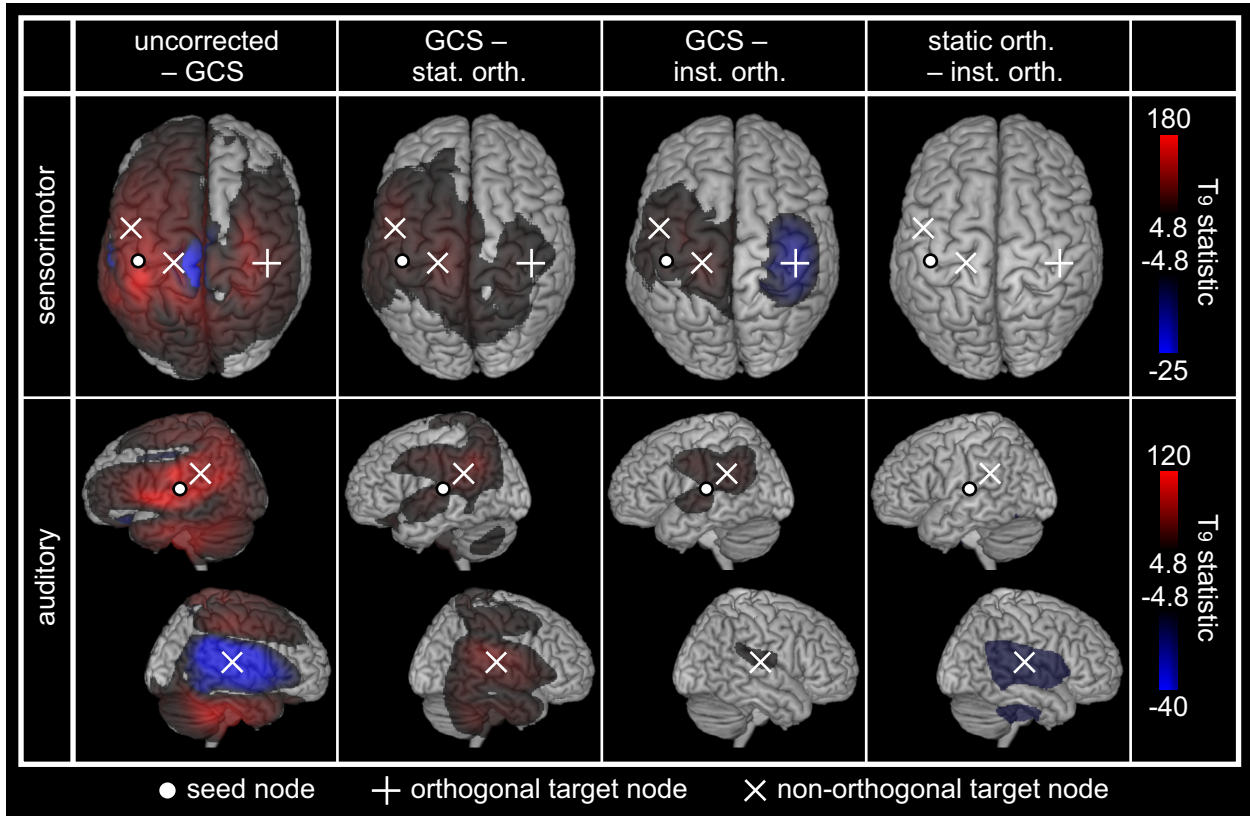 uncorrected
– GCS
GCS –
stat. orth.
GCS –
inst. orth.
static orth.
– inst. orth.
sensorimotor
180
4.8
-4.8
-25
T9 statistic
auditory
120
4.8
-4.8
-40
T9 statistic
seed node
orthogonal target node
non-orthogonal target node